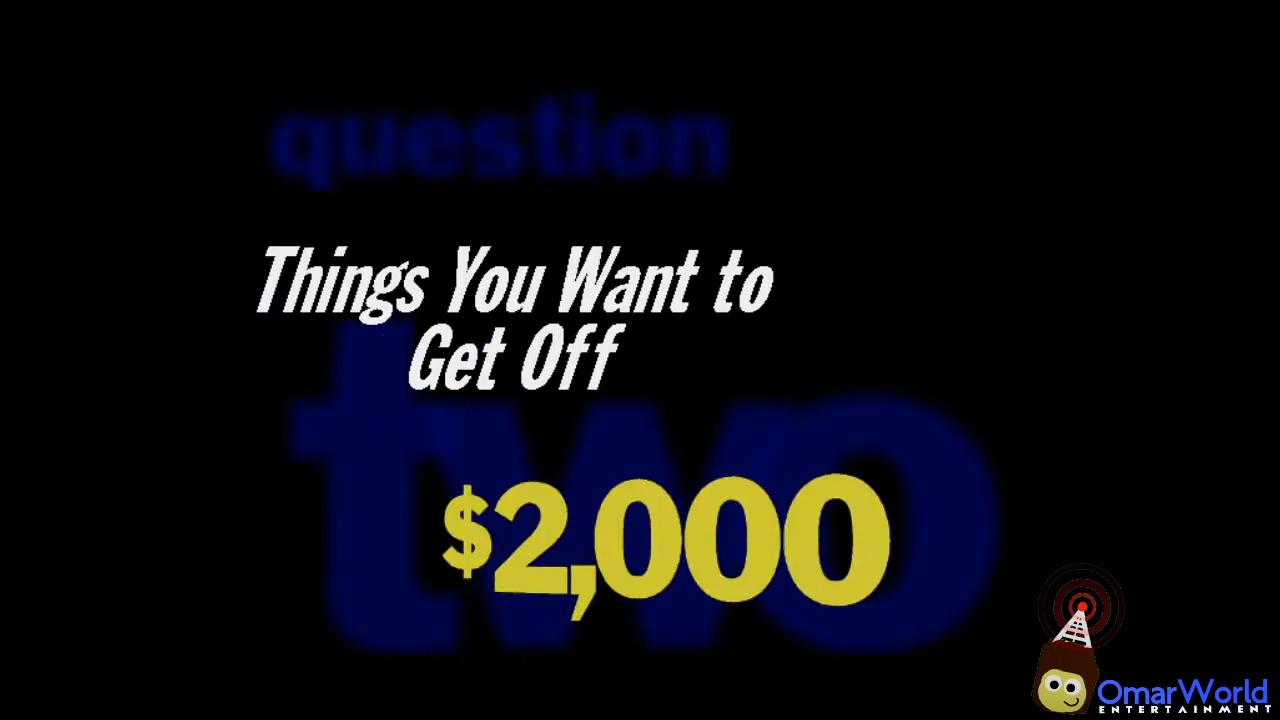 question
Things You Want to
Get Off
two
$2,000
OmarWorld
ENTERTAINMENT